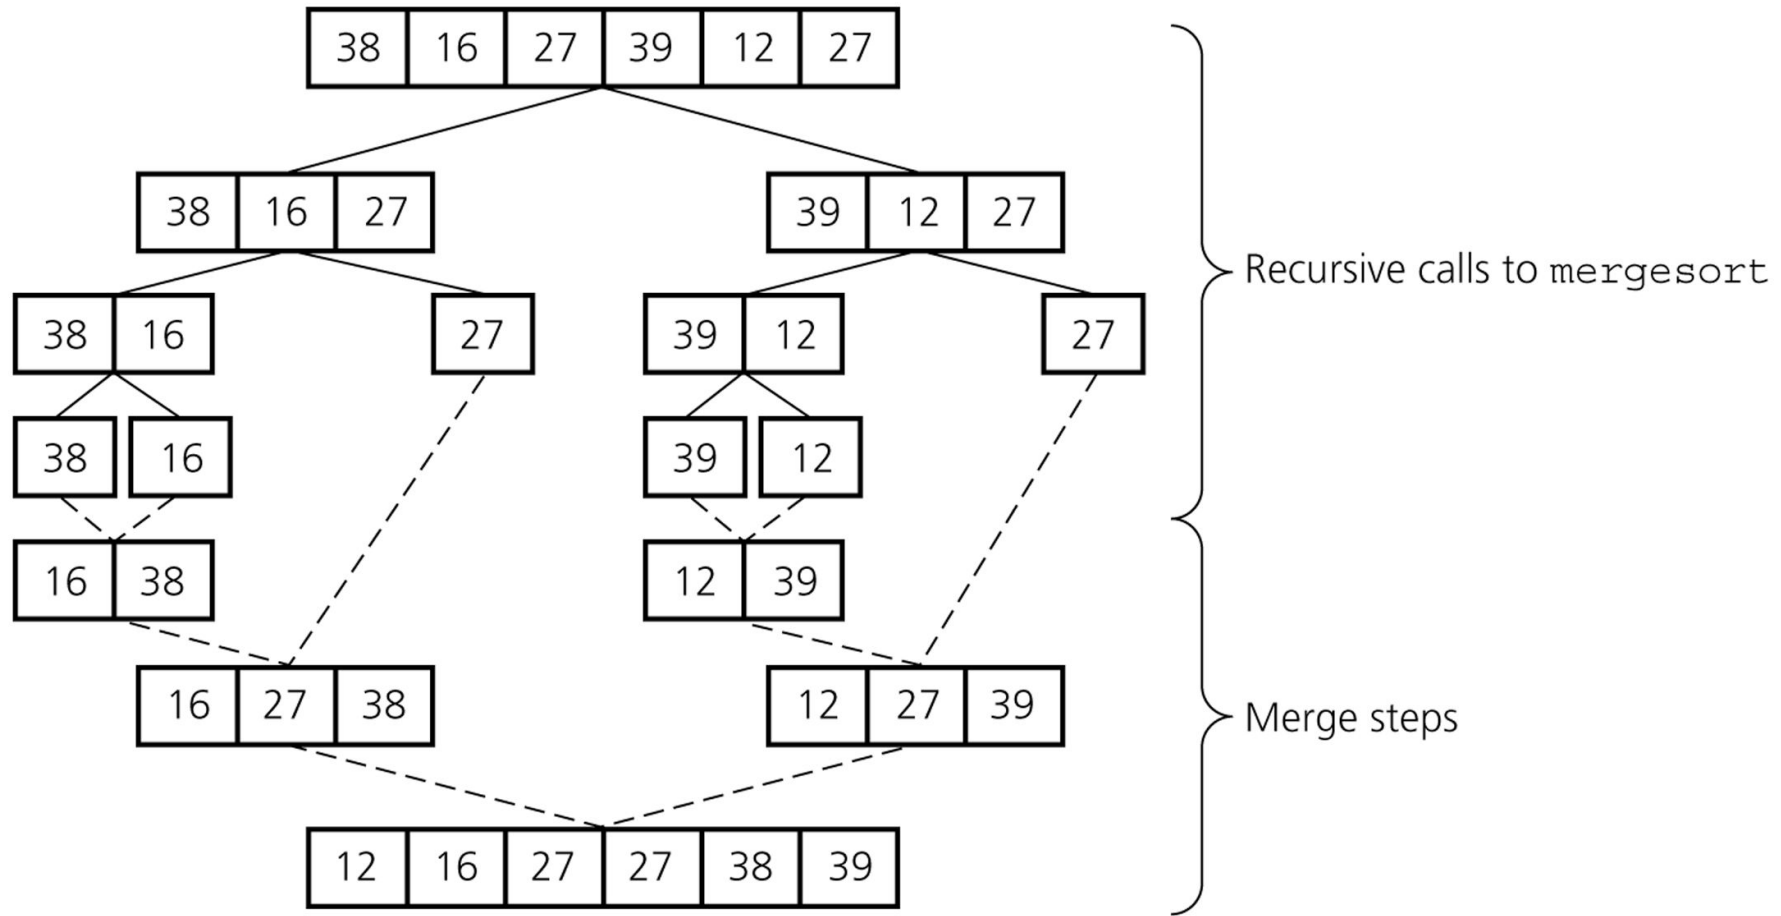 38 16 27 39 12 27
38 16 27 39 12 27
Recursive calls to mergesort
38 16 27 39 12 27
38 16 39 12
16 38 12 39
16 27 38 12 27 39
Merge steps
12 16 27 27 38 39